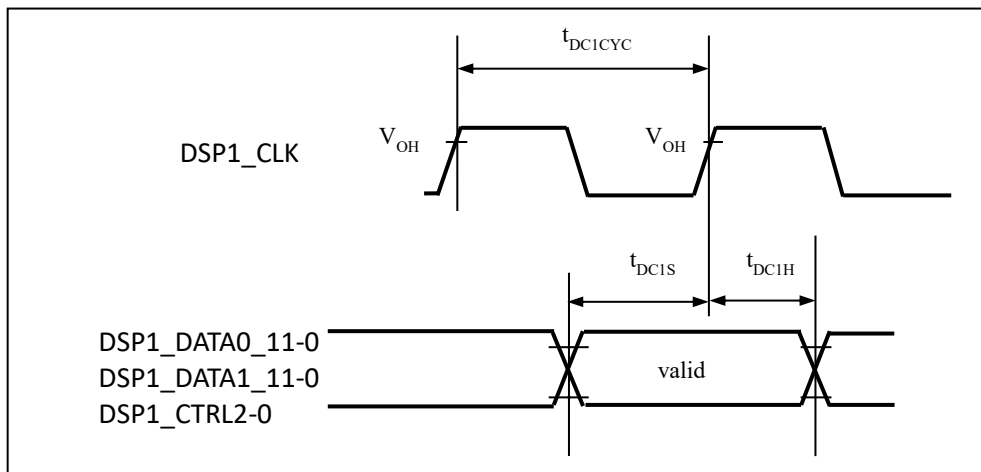 tDC1CYC
VOH VOH
DSP1_CLK
tDC1S tDC1H
DSP1_DATA0_11-0
DSP1_DATA1_11-0 valid
DSP1_CTRL2-0